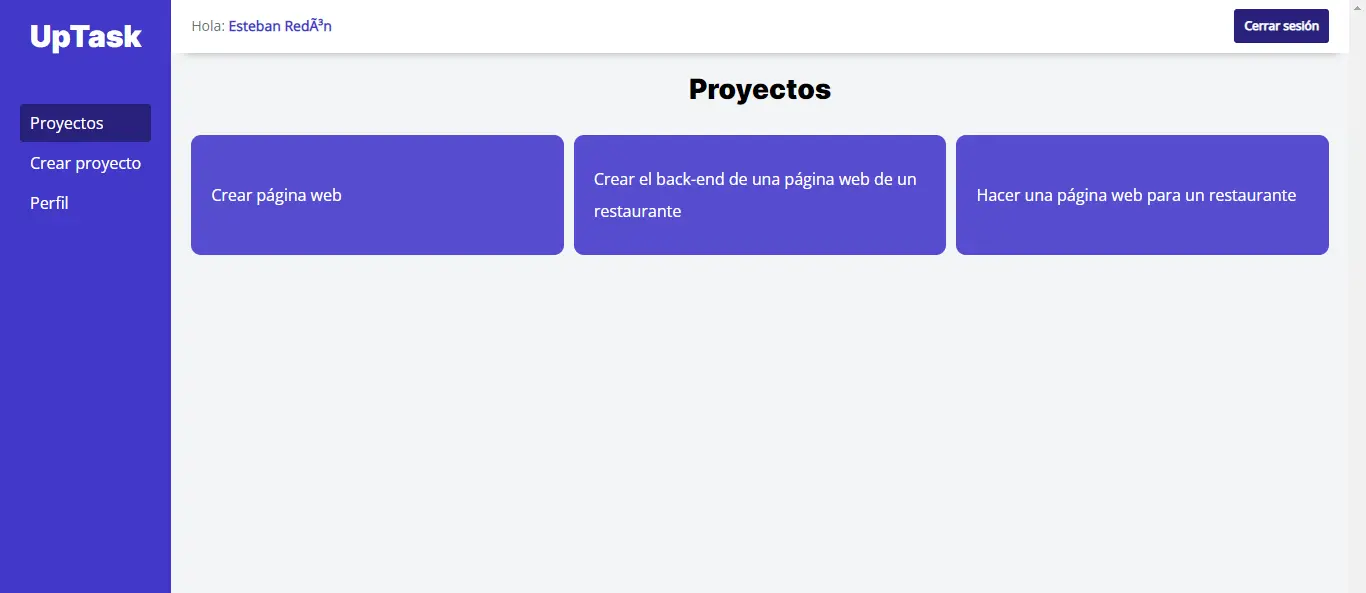 UpTask
Hola: Esteban RedÃ³n
Cerrar sesión
Proyectos
Crear proyecto
Perfil
Proyectos
Crear página web
Crear el back-end de una página web de un
restaurante
Hacer una página web para un restaurante